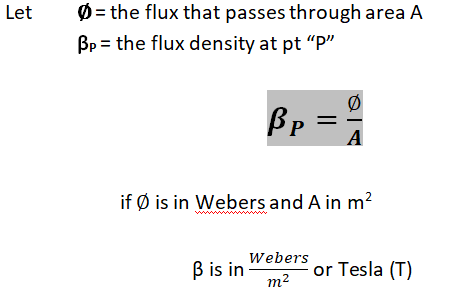 Let Ø = the flux that passes through area A
βP = the flux density at pt “P”
βP = Ø/A
if Ø is in Webers and A in m²
β is in Webers/m² or Tesla (T)